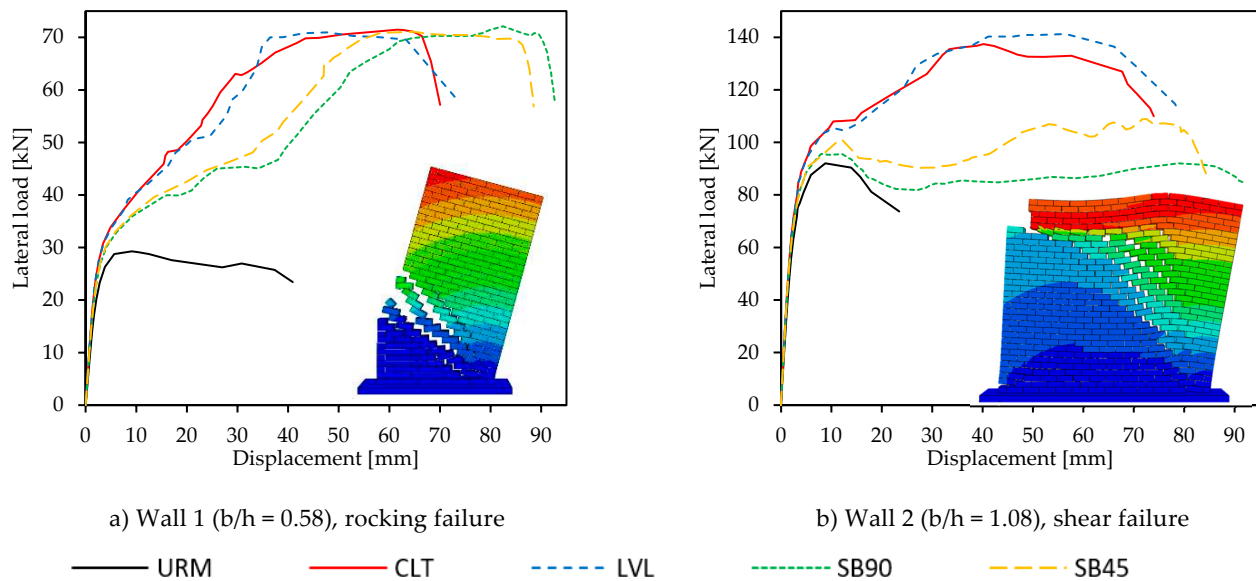 70
60
50
40
30
20
10
0
Lateral load [kN]
0 10 20 30 40 50 60 70 80 90
Displacement [mm]
140
120
100
80
60
40
20
0
Lateral load [kN]
0 10 20 30 40 50 60 70 80 90
Displacement [mm]
a) Wall 1 (b/h = 0.58), rocking failure
b) Wall 2 (b/h = 1.08), shear failure
URM CLT LVL SB90 SB45